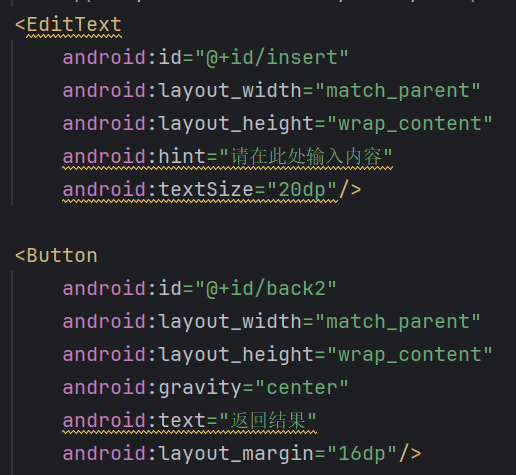 <EditText
android:id="@+id/insert"
android:layout_width="match_parent"
android:layout_height="wrap_content"
android:hint="请在此处输入内容"
android:textSize="20dp"/>
<Button
android:id="@+id/back2"
android:layout_width="match_parent"
android:layout_height="wrap_content"
android:gravity="center"
android:text="返回结果"
android:layout_margin="16dp"/>